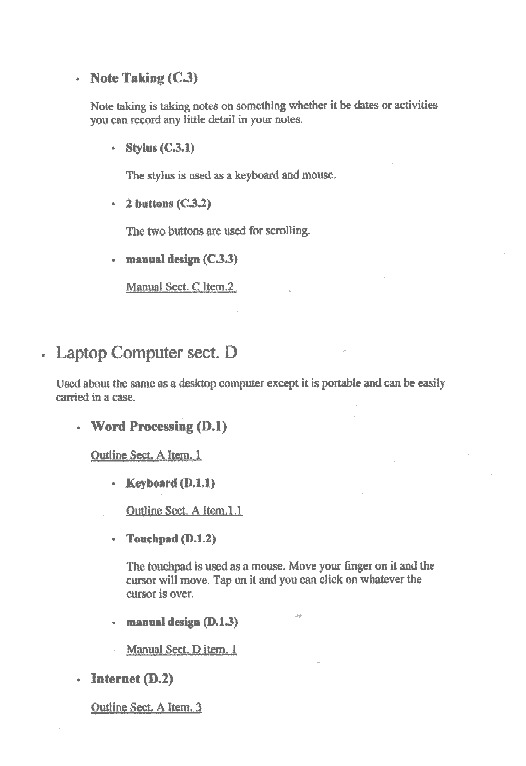 • Note Taking (C.3)
Note taking is taking notes on something whether it be dates or activities
you can record any little detail in your notes.
• Stylus (C.3.1)
The stylus is used as a keyboard and mouse.
• 2 buttons (C.3.2)
The two buttons are used for scrolling.
• manual design (C.3.3)
Manual Sect. C Item.2
• Laptop Computer sect. D
Used about the same as a desktop computer except it is portable and can be easily
carried in a case.
• Word Processing (D.1)
Outline Sect. A Item. 1
• Keyboard (D.1.1)
Outline Sect. A Item.1.1
• Touchpad (D.1.2)
The touchpad is used as a mouse. Move your finger on it and the
cursor will move. Tap on it and you can click on whatever the
cursor is over.
• manual design (D.1.3)
Manual Sect. D item. 1
• Internet (D.2)
Outline Sect. A Item. 3